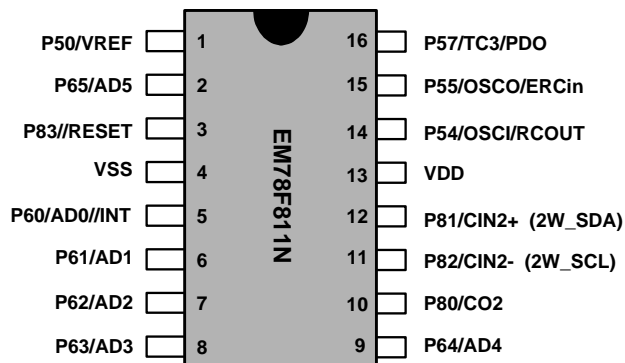 P50/VREF 1 16 P57/TC3/PDO
P65/AD5 2 15 P55/OSCO/ERCin
P83//RESET 3 14 P54/OSCI/RCOUT
VSS 4 13 VDD
P60/AD0//INT 5 12 P81/CIN2+ (2W_SDA)
P61/AD1 6 11 P82/CIN2- (2W_SCL)
P62/AD2 7 10 P80/CO2
P63/AD3 8 9 P64/AD4
EM78F811N